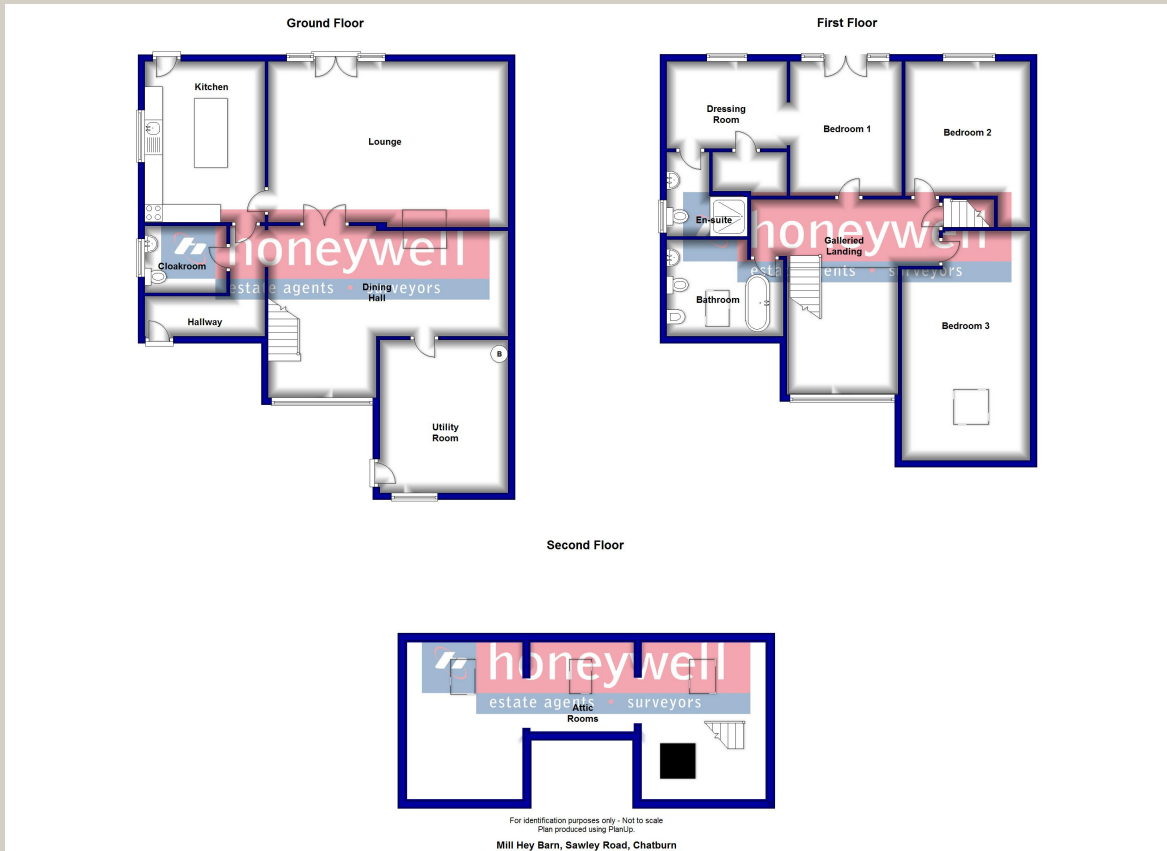 Ground Floor
Kitchen
Lounge
honeywell
estate agents • surveyors
Cloakroom
Dining
Hall
Hallway
B
Utility
Room
First Floor
Dressing
Room
Bedroom 1
Bedroom 2
En-suite
honeywell
estate agents • surveyors
Galleried
Landing
Bathroom
Bedroom 3
Second Floor
honeywell
estate agents • surveyors
Attic
Rooms
For identification purposes only - Not to scale
Plan produced using PlanUp.
Mill Hey Barn, Sawley Road, Chatburn